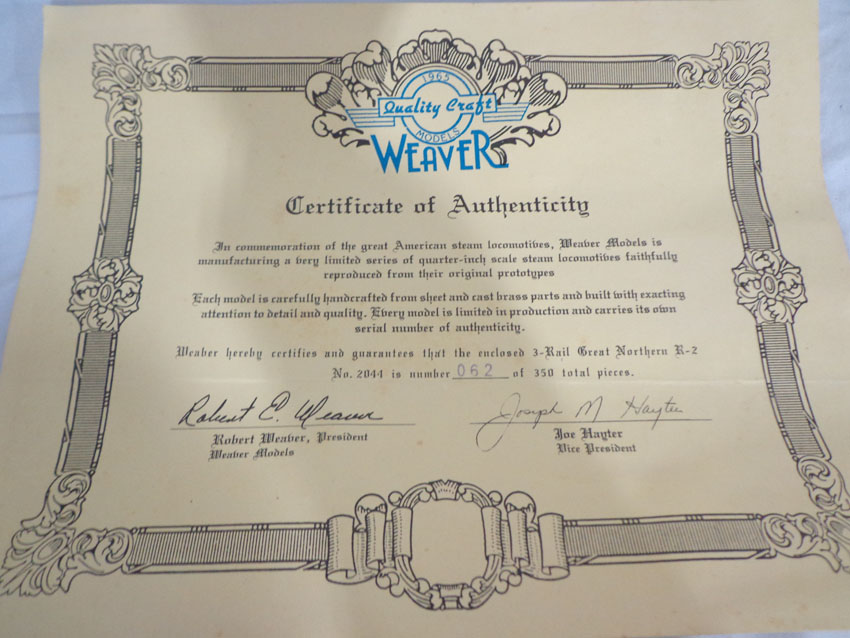 1965
Quality Craft
MODELS
WEAVER
Certificate of Authenticity
In commemoration of the great American steam locomotives, Weaver Models is
manufacturing a very limited series of quarter-inch scale steam locomotives faithfully
reproduced from their original prototypes
Each model is carefully handcrafted from sheet and cast brass parts and built with exacting
attention to detail and quality. Every model is limited in production and carries its own
serial number of authenticity.
Weaver hereby certifies and guarantees that the enclosed 3-Rail Great Northern R-2
No. 2044 is number 062 of 350 total pieces.
Robert E. Weaver
Joseph M Hayter
Robert Weaver, President
Weaver Models
Joe Hayter
Vice President